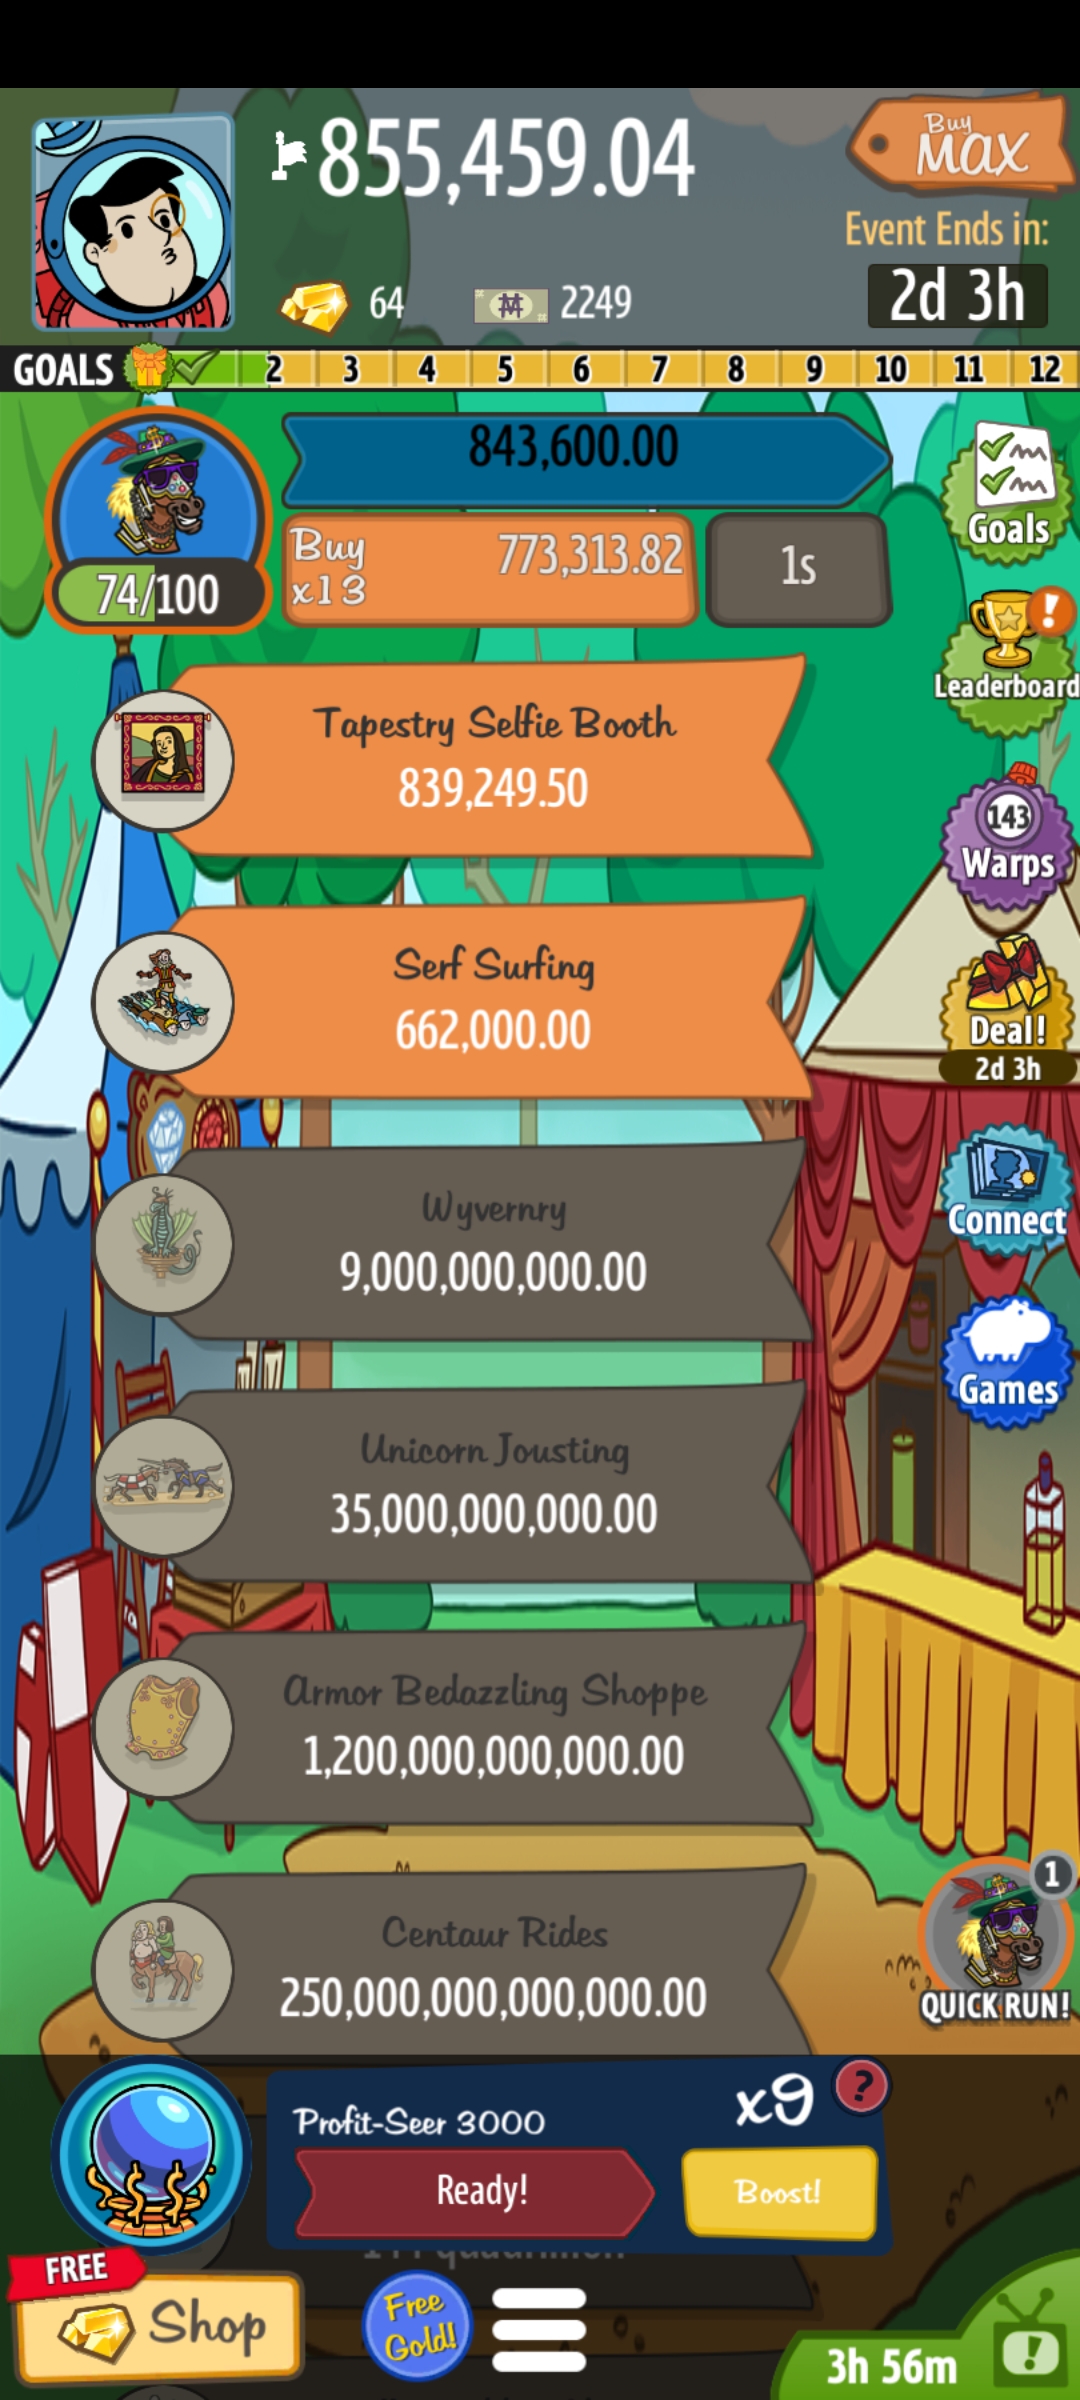 855,459.04
Buy
MAX
Event Ends in:
64
2249
2d 3h
GOALS 2 3 4 5 6 7 8 9 10 11 12
843,600.00
Buy
x13
773,313.82
1s
74/100
Goals
Leaderboard
Tapestry Selfie Booth
839,249.50
143
Warps
Serf Surfing
662,000.00
Deal!
2d 3h
Wyvernry
9,000,000,000.00
Connect
Unicorn Jousting
35,000,000,000.00
Games
Armor Bedazzling Shoppe
1,200,000,000,000.00
Centaur Rides
250,000,000,000,000.00
1
QUICK RUN!
Profit-Seer 3000
x9
?
Ready!
Boost!
FREE
Shop
Free
Gold!
3h 56m